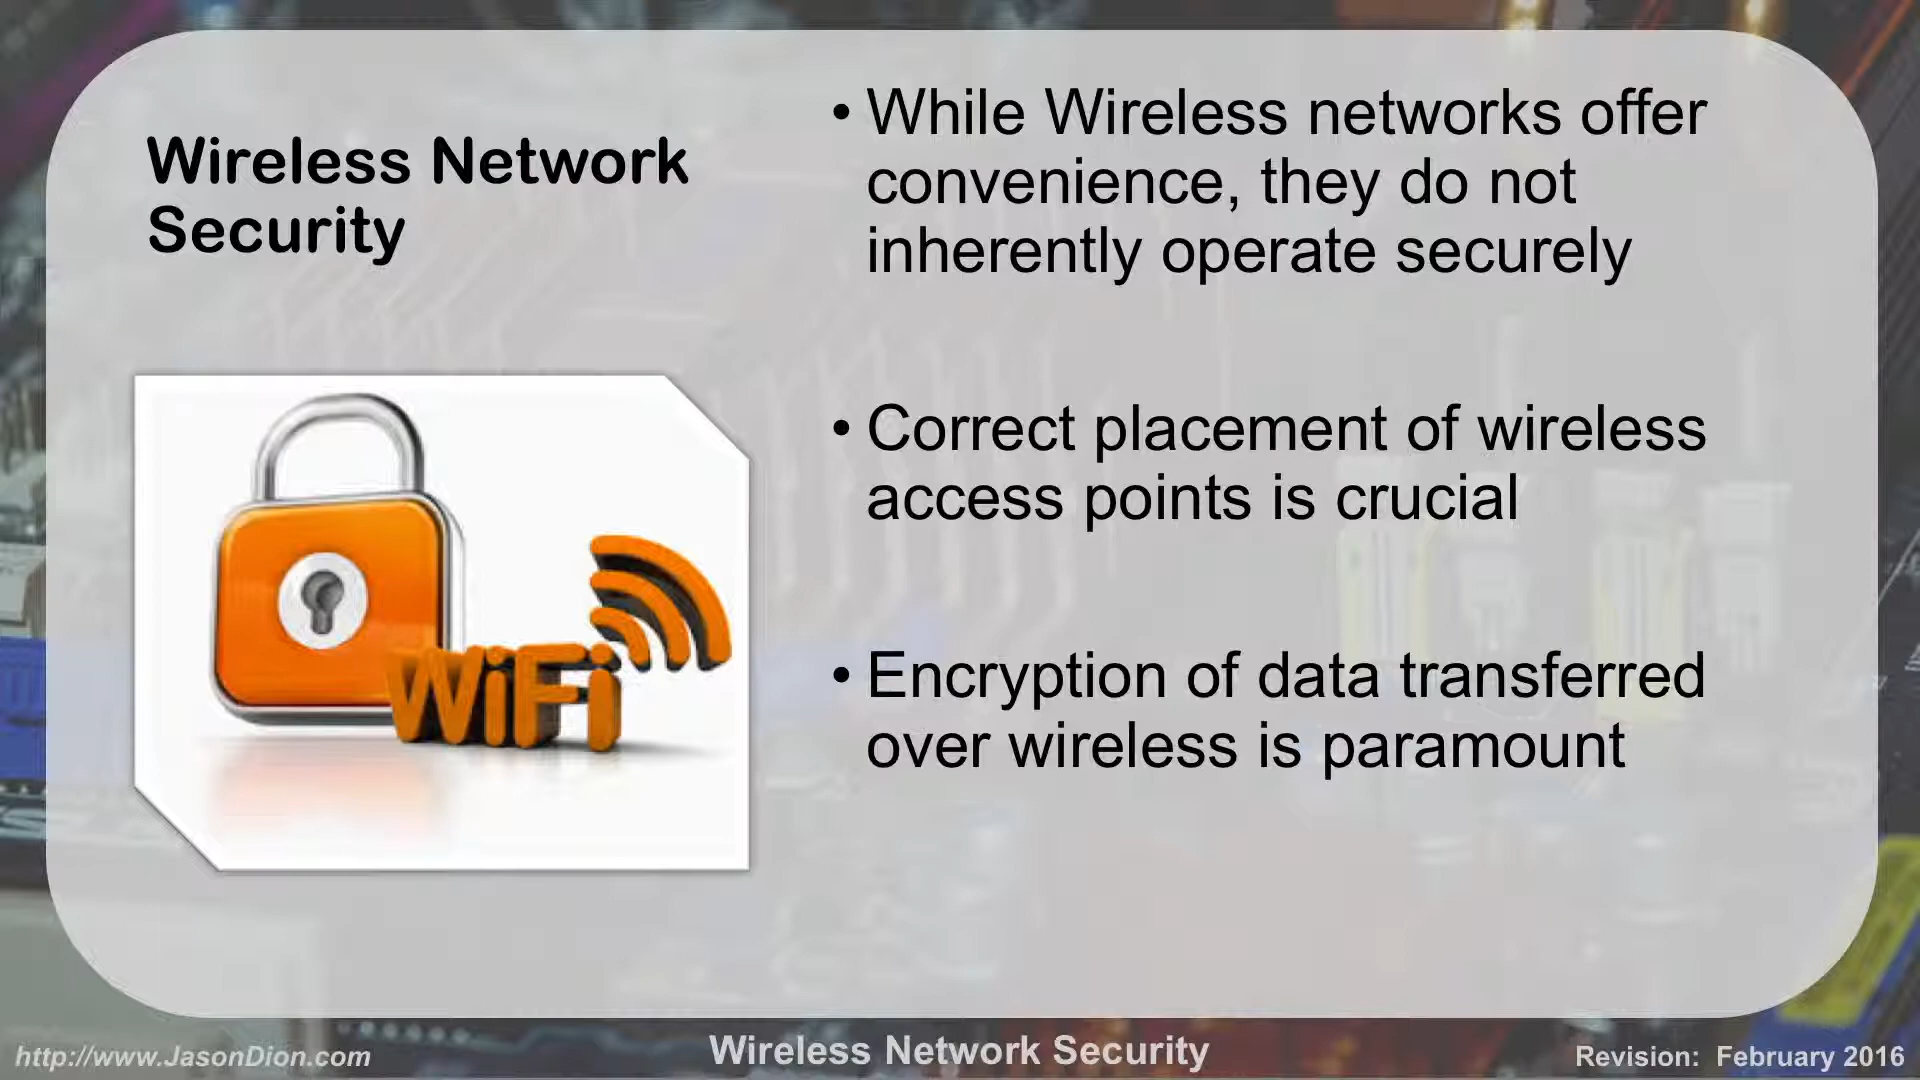 Wireless Network
Security
• While Wireless networks offer
convenience, they do not
inherently operate securely
• Correct placement of wireless
access points is crucial
• Encryption of data transferred
over wireless is paramount
WiFi
http://www.JasonDion.com
Wireless Network Security
Revision: February 2016